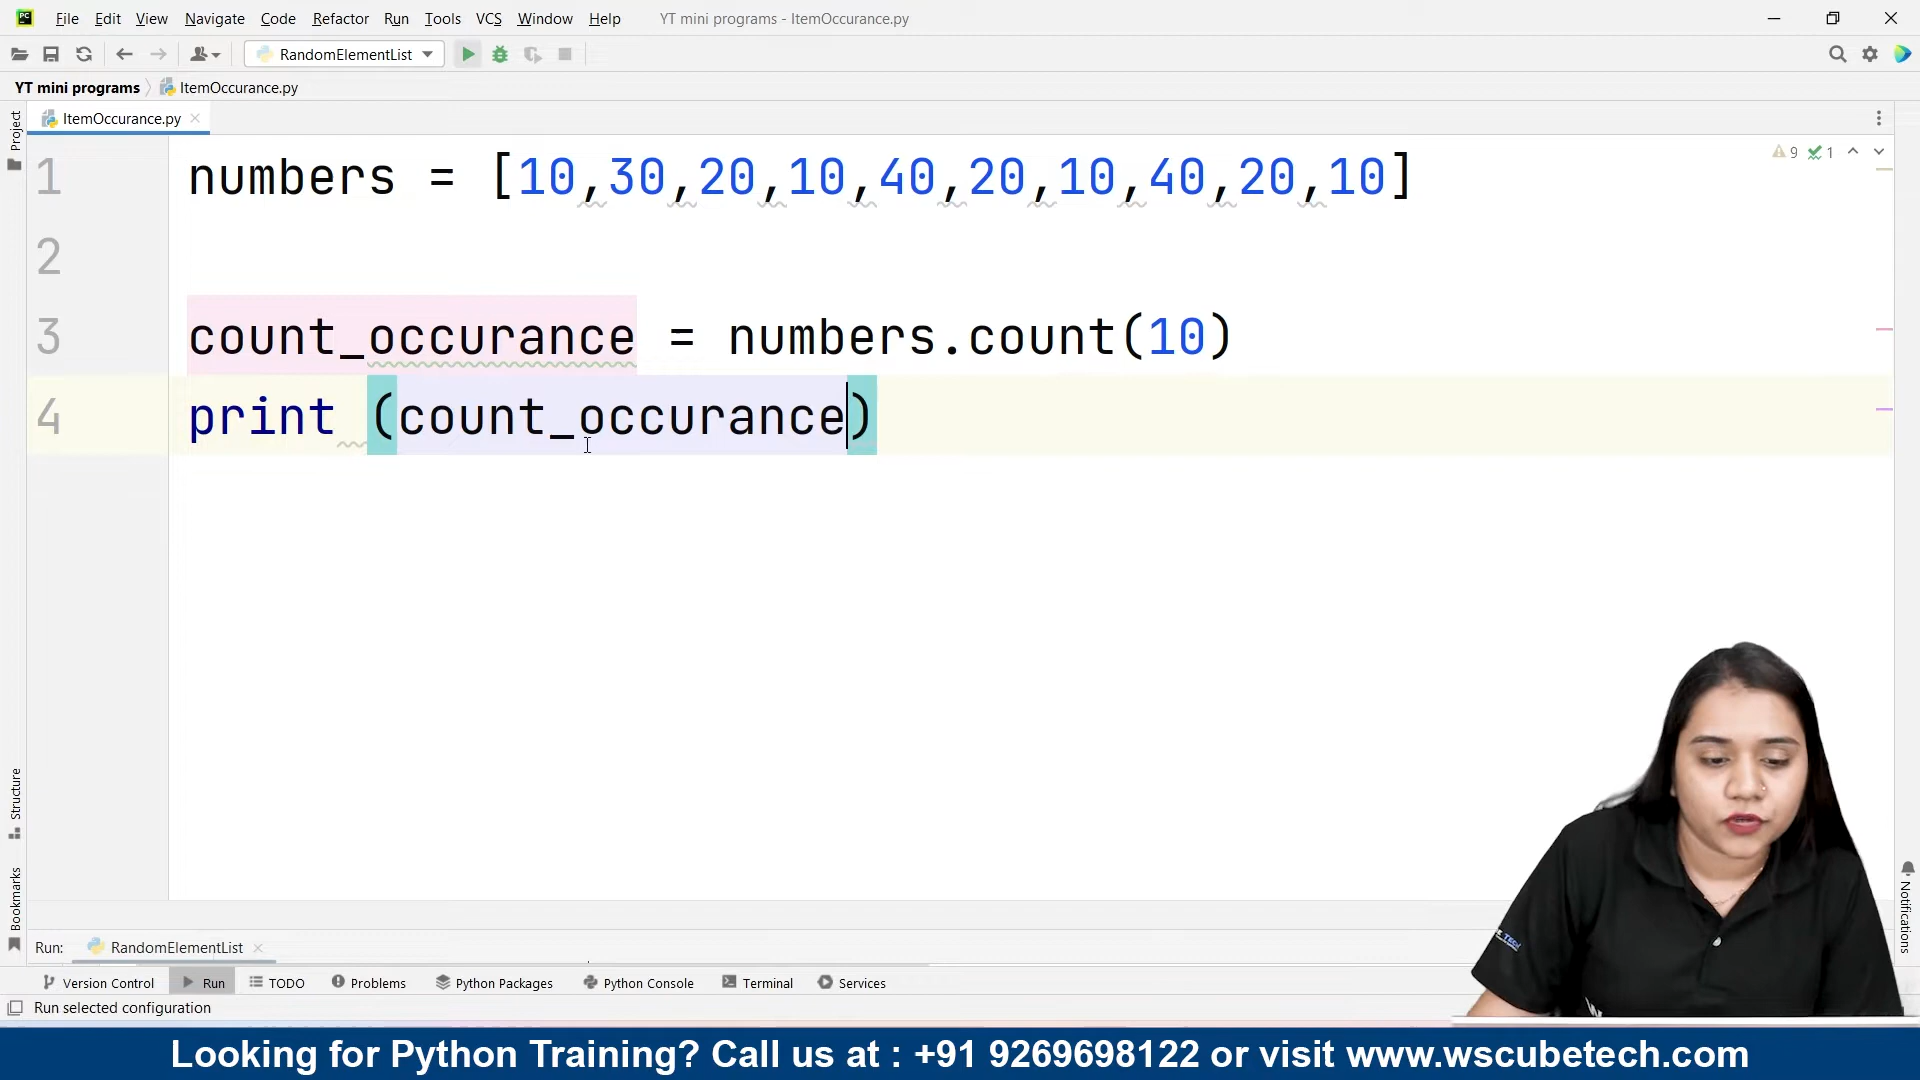 File Edit View Navigate Code Refactor Run Tools VCS Window Help YT mini programs - ItemOccurance.py
RandomElementList
YT mini programs ItemOccurance.py
ItemOccurance.py
Project
9 1
1 numbers = [10,30,20,10,40,20,10,40,20,10]
2
3 count_occurance = numbers.count(10)
4 print (count_occurance)
Structure
Bookmarks
Notifications
Run: RandomElementList
Version Control Run TODO Problems Python Packages Python Console Terminal Services
Run selected configuration
Looking for Python Training? Call us at : +91 9269698122 or visit www.wscubetech.com